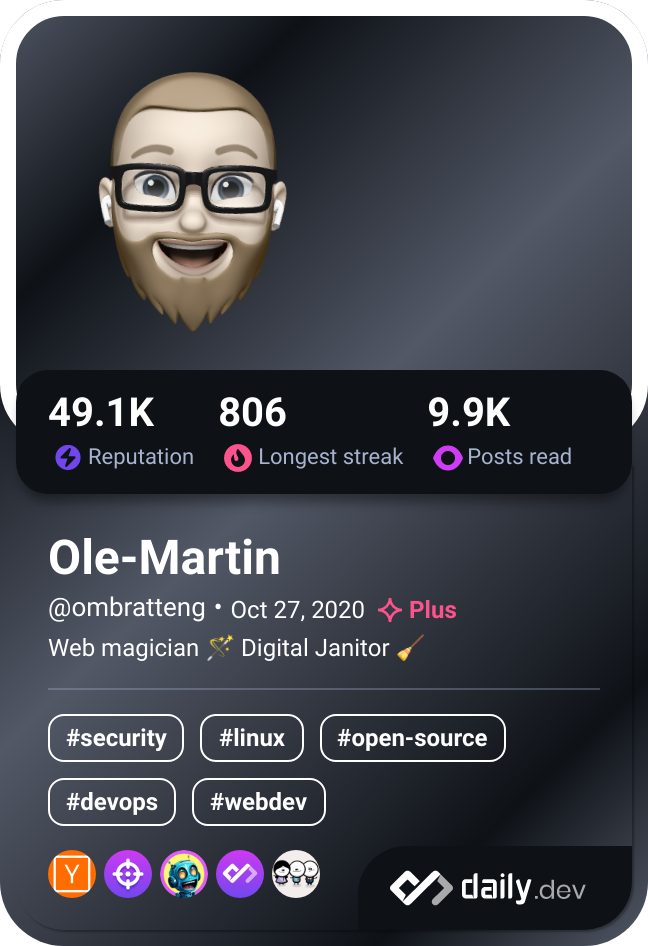 49.1K 806 9.9K
Reputation Longest streak Posts read
Ole-Martin
@ombratteng • Oct 27, 2020 Plus
Web magician 🪄 Digital Janitor 🧹
#security #linux #open-source
#devops #webdev
Y
daily.dev